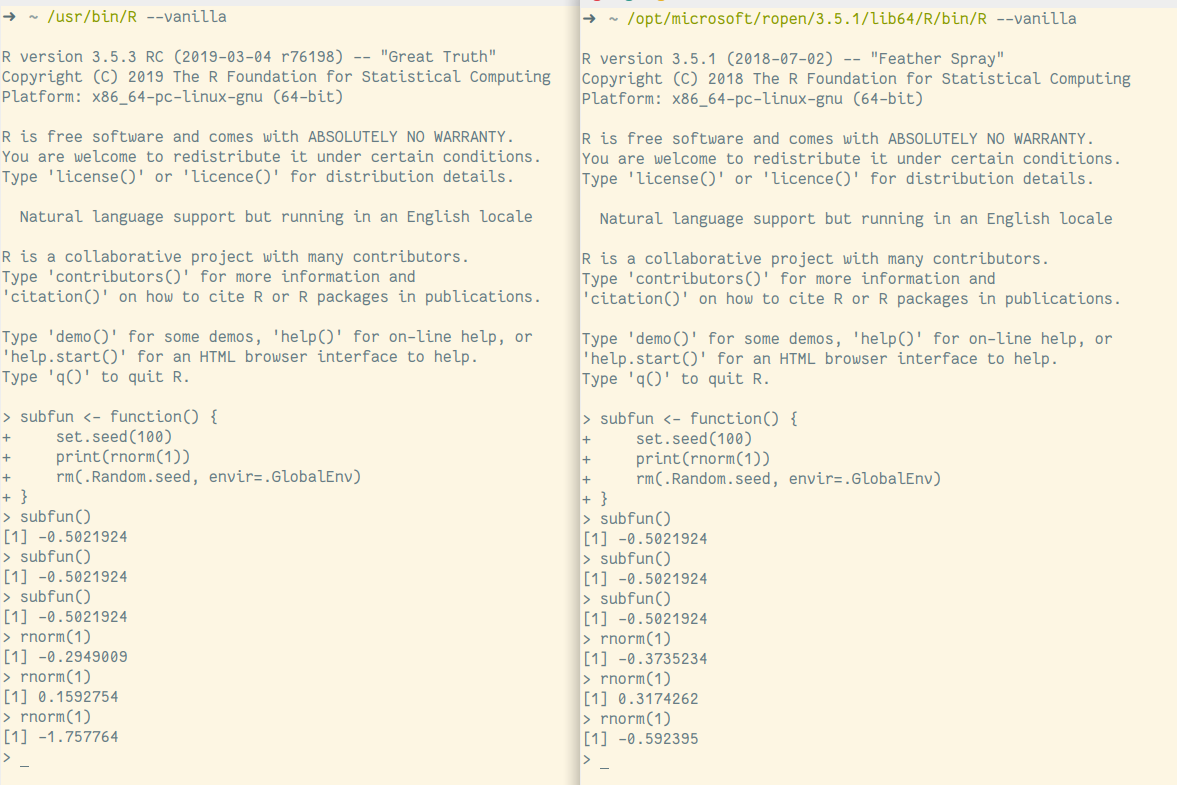 ➜ ~ /usr/bin/R --vanilla

R version 3.5.3 RC (2019-03-04 r76198) -- "Great Truth"
Copyright (C) 2019 The R Foundation for Statistical Computing
Platform: x86_64-pc-linux-gnu (64-bit)

R is free software and comes with ABSOLUTELY NO WARRANTY.
You are welcome to redistribute it under certain conditions.
Type 'license()' or 'licence()' for distribution details.

  Natural language support but running in an English locale

R is a collaborative project with many contributors.
Type 'contributors()' for more information and
'citation()' on how to cite R or R packages in publications.

Type 'demo()' for some demos, 'help()' for on-line help, or
'help.start()' for an HTML browser interface to help.
Type 'q()' to quit R.

> subfun <- function() {
+     set.seed(100)
+     print(rnorm(1))
+     rm(.Random.seed, envir=.GlobalEnv)
+ }
> subfun()
[1] -0.5021924
> subfun()
[1] -0.5021924
> subfun()
[1] -0.5021924
> rnorm(1)
[1] -0.2949009
> rnorm(1)
[1] 0.1592754
> rnorm(1)
[1] -1.757764
> _

➜ ~ /opt/microsoft/ropen/3.5.1/lib64/R/bin/R --vanilla

R version 3.5.1 (2018-07-02) -- "Feather Spray"
Copyright (C) 2018 The R Foundation for Statistical Computing
Platform: x86_64-pc-linux-gnu (64-bit)

R is free software and comes with ABSOLUTELY NO WARRANTY.
You are welcome to redistribute it under certain conditions.
Type 'license()' or 'licence()' for distribution details.

  Natural language support but running in an English locale

R is a collaborative project with many contributors.
Type 'contributors()' for more information and
'citation()' on how to cite R or R packages in publications.

Type 'demo()' for some demos, 'help()' for on-line help, or
'help.start()' for an HTML browser interface to help.
Type 'q()' to quit R.

> subfun <- function() {
+     set.seed(100)
+     print(rnorm(1))
+     rm(.Random.seed, envir=.GlobalEnv)
+ }
> subfun()
[1] -0.5021924
> subfun()
[1] -0.5021924
> subfun()
[1] -0.5021924
> rnorm(1)
[1] -0.3735234
> rnorm(1)
[1] 0.3174262
> rnorm(1)
[1] -0.592395
> _